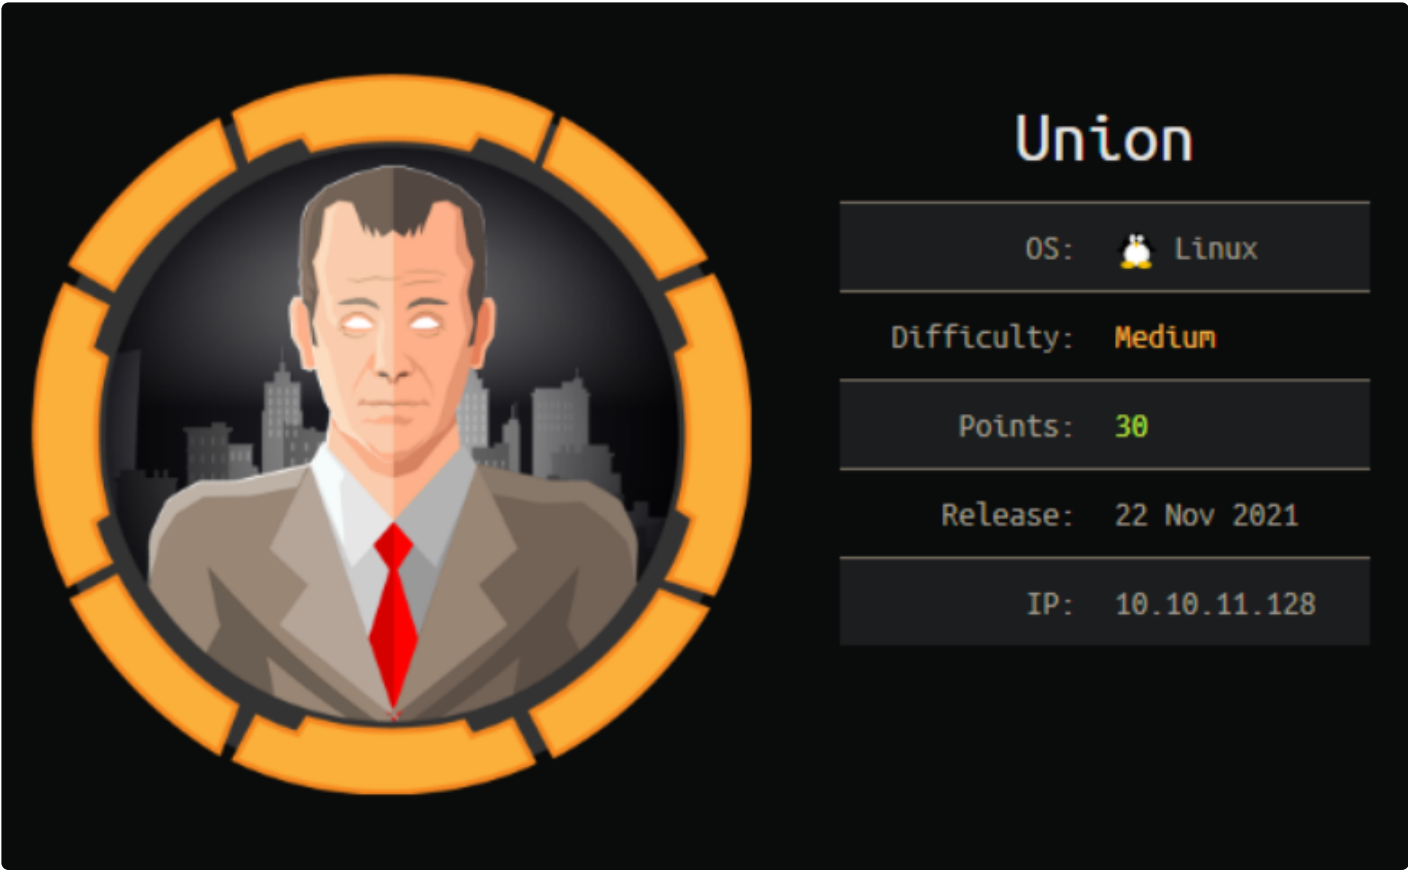 Union
OS: Linux
Difficulty: Medium
Points: 30
Release: 22 Nov 2021
IP: 10.10.11.128